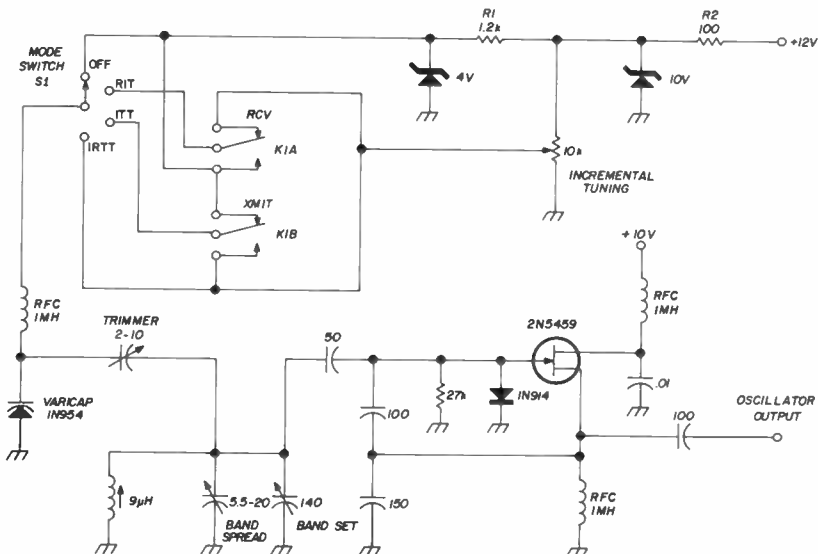 R1
1.2k
R2
100
+12V
MODE
SWITCH
S1
OFF
RIT
ITT
IRTT
4V
10V
RCV
K1A
XMIT
K1B
10k
INCREMENTAL
TUNING
+10V
RFC
1MH
RFC
1MH
TRIMMER
2-10
50
2N5459
VARICAP
1N954
100
27k
1N914
.01
100
OSCILLATOR
OUTPUT
9µH
5.5-20
BAND
SPREAD
140
BAND SET
150
RFC
1MH